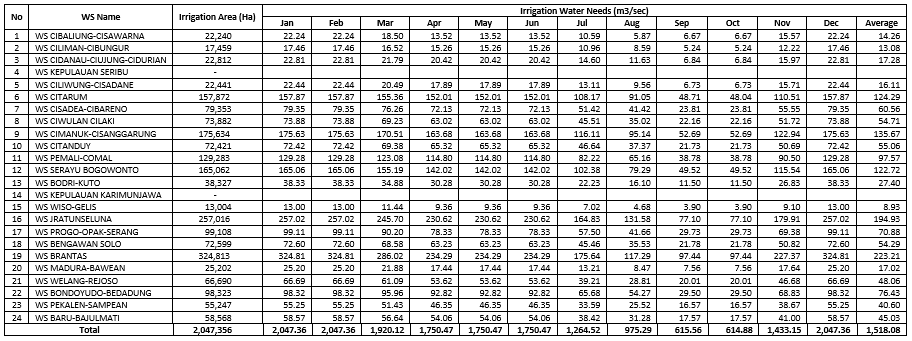 No WS Name Irrigation Area (Ha) Irrigation Water Needs (m3/sec)
Jan Feb Mar Apr May Jun Jul Aug Sep Oct Nov Dec Average
1 WS CIBALIUNG-CISAWARNA 22,240 22.24 22.24 18.50 13.52 13.52 13.52 10.59 5.87 6.67 6.67 15.57 22.24 14.26
2 WS CILIMAN-CIBUNGUR 17,459 17.46 17.46 16.52 15.26 15.26 15.26 10.96 8.59 5.24 5.24 12.22 17.46 13.08
3 WS CIDANAU-CIUJUNG-CIDURIAN 22,812 22.81 22.81 21.79 20.42 20.42 20.42 14.60 11.63 6.84 6.84 15.97 22.81 17.28
4 WS KEPULAUAN SERIBU -
5 WS CILIWUNG-CISADANE 22,441 22.44 22.44 20.49 17.89 17.89 17.89 13.11 9.56 6.73 6.73 15.71 22.44 16.11
6 WS CITARUM 157,872 157.87 157.87 155.36 152.01 152.01 152.01 108.17 91.05 48.71 48.04 110.51 157.87 124.29
7 WS CISADEA-CIBARENO 79,353 79.35 79.35 76.26 72.13 72.13 72.13 51.42 41.42 23.81 23.81 55.55 79.35 60.56
8 WS CIWULAN CILAKI 73,882 73.88 73.88 69.23 63.02 63.02 63.02 45.51 35.02 22.16 22.16 51.72 73.88 54.71
9 WS CIMANUK-CISANGGARUNG 175,634 175.63 175.63 170.51 163.68 163.68 163.68 116.11 95.14 52.69 52.69 122.94 175.63 135.67
10 WS CITANDUY 72,421 72.42 72.42 69.38 65.32 65.32 65.32 46.64 37.37 21.73 21.73 50.69 72.42 55.06
11 WS PEMALI-COMAL 129,283 129.28 129.28 123.08 114.80 114.80 114.80 82.22 65.16 38.78 38.78 90.50 129.28 97.57
12 WS SERAYU BOGOWONTO 165,062 165.06 165.06 155.19 142.02 142.02 142.02 102.38 79.29 49.52 49.52 115.54 165.06 122.72
13 WS BODRI-KUTO 38,327 38.33 38.33 34.88 30.28 30.28 30.28 22.23 16.10 11.50 11.50 26.83 38.33 27.40
14 WS KEPULAUAN KARIMUNJAWA -
15 WS WISO-GELIS 13,004 13.00 13.00 11.44 9.36 9.36 9.36 7.02 4.68 3.90 3.90 9.10 13.00 8.93
16 WS JRATUNSELUNA 257,016 257.02 257.02 245.70 230.62 230.62 230.62 164.83 131.58 77.10 77.10 179.91 257.02 194.93
17 WS PROGO-OPAK-SERANG 99,108 99.11 99.11 90.20 78.33 78.33 78.33 57.50 41.66 29.73 29.73 69.38 99.11 70.88
18 WS BENGAWAN SOLO 72,599 72.60 72.60 68.58 63.23 63.23 63.23 45.46 35.53 21.78 21.78 50.82 72.60 54.29
19 WS BRANTAS 324,813 324.81 324.81 286.02 234.29 234.29 234.29 175.64 117.29 97.44 97.44 227.37 324.81 223.21
20 WS MADURA-BAWEAN 25,202 25.20 25.20 21.88 17.44 17.44 17.44 13.21 8.47 7.56 7.56 17.64 25.20 17.02
21 WS WELANG-REJOSO 66,690 66.69 66.69 61.09 53.62 53.62 53.62 39.21 28.81 20.01 20.01 46.68 66.69 48.06
22 WS BONDOYUDO-BEDADUNG 98,323 98.32 98.32 95.96 92.82 92.82 92.82 65.68 54.27 29.50 29.50 68.83 98.32 76.43
23 WS PEKALEN-SAMPEAN 55,247 55.25 55.25 51.43 46.35 46.35 46.35 33.59 25.52 16.57 16.57 38.67 55.25 40.60
24 WS BARU-BAJULMATI 58,568 58.57 58.57 56.64 54.06 54.06 54.06 38.42 31.28 17.57 17.57 41.00 58.57 45.03
Total 2,047,356 2,047.36 2,047.36 1,920.12 1,750.47 1,750.47 1,750.47 1,264.52 975.29 615.56 614.88 1,433.15 2,047.36 1,518.08